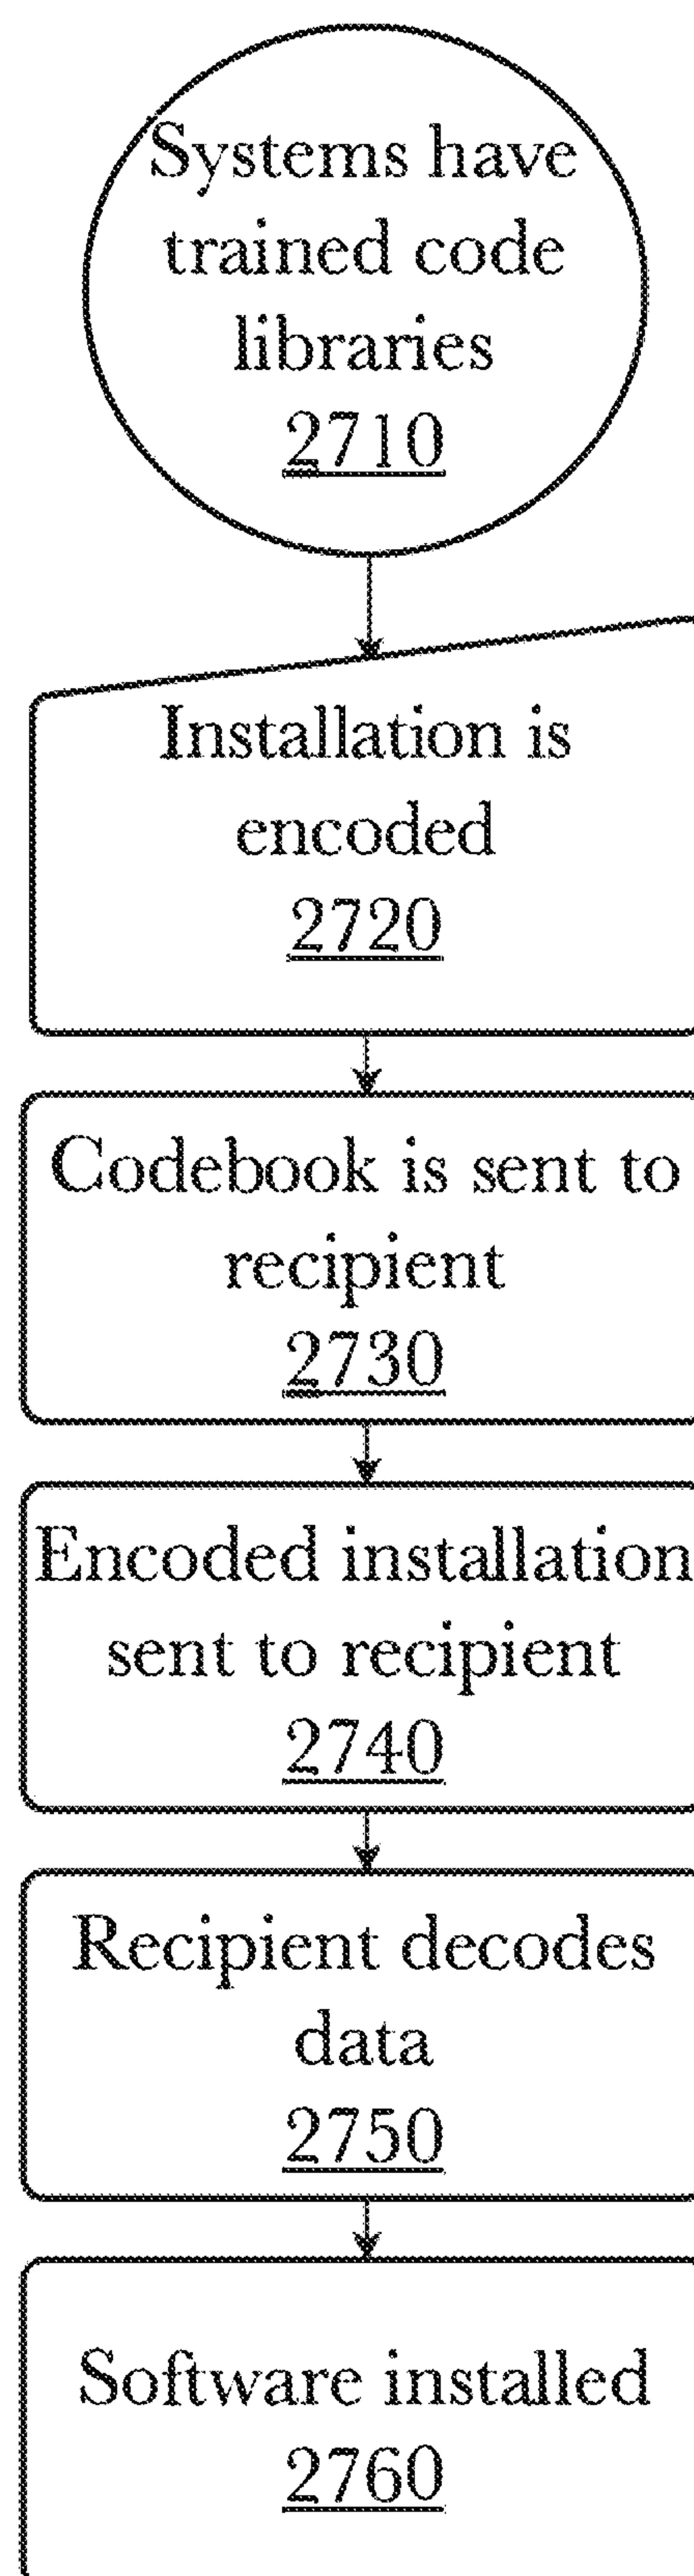 Systems have
trained code
libraries
2710
Installation is
encoded
2720
Codebook is sent to
recipient
2730
Encoded installation
sent to recipient
2740
Recipient decodes
data
2750
Software installed
2760